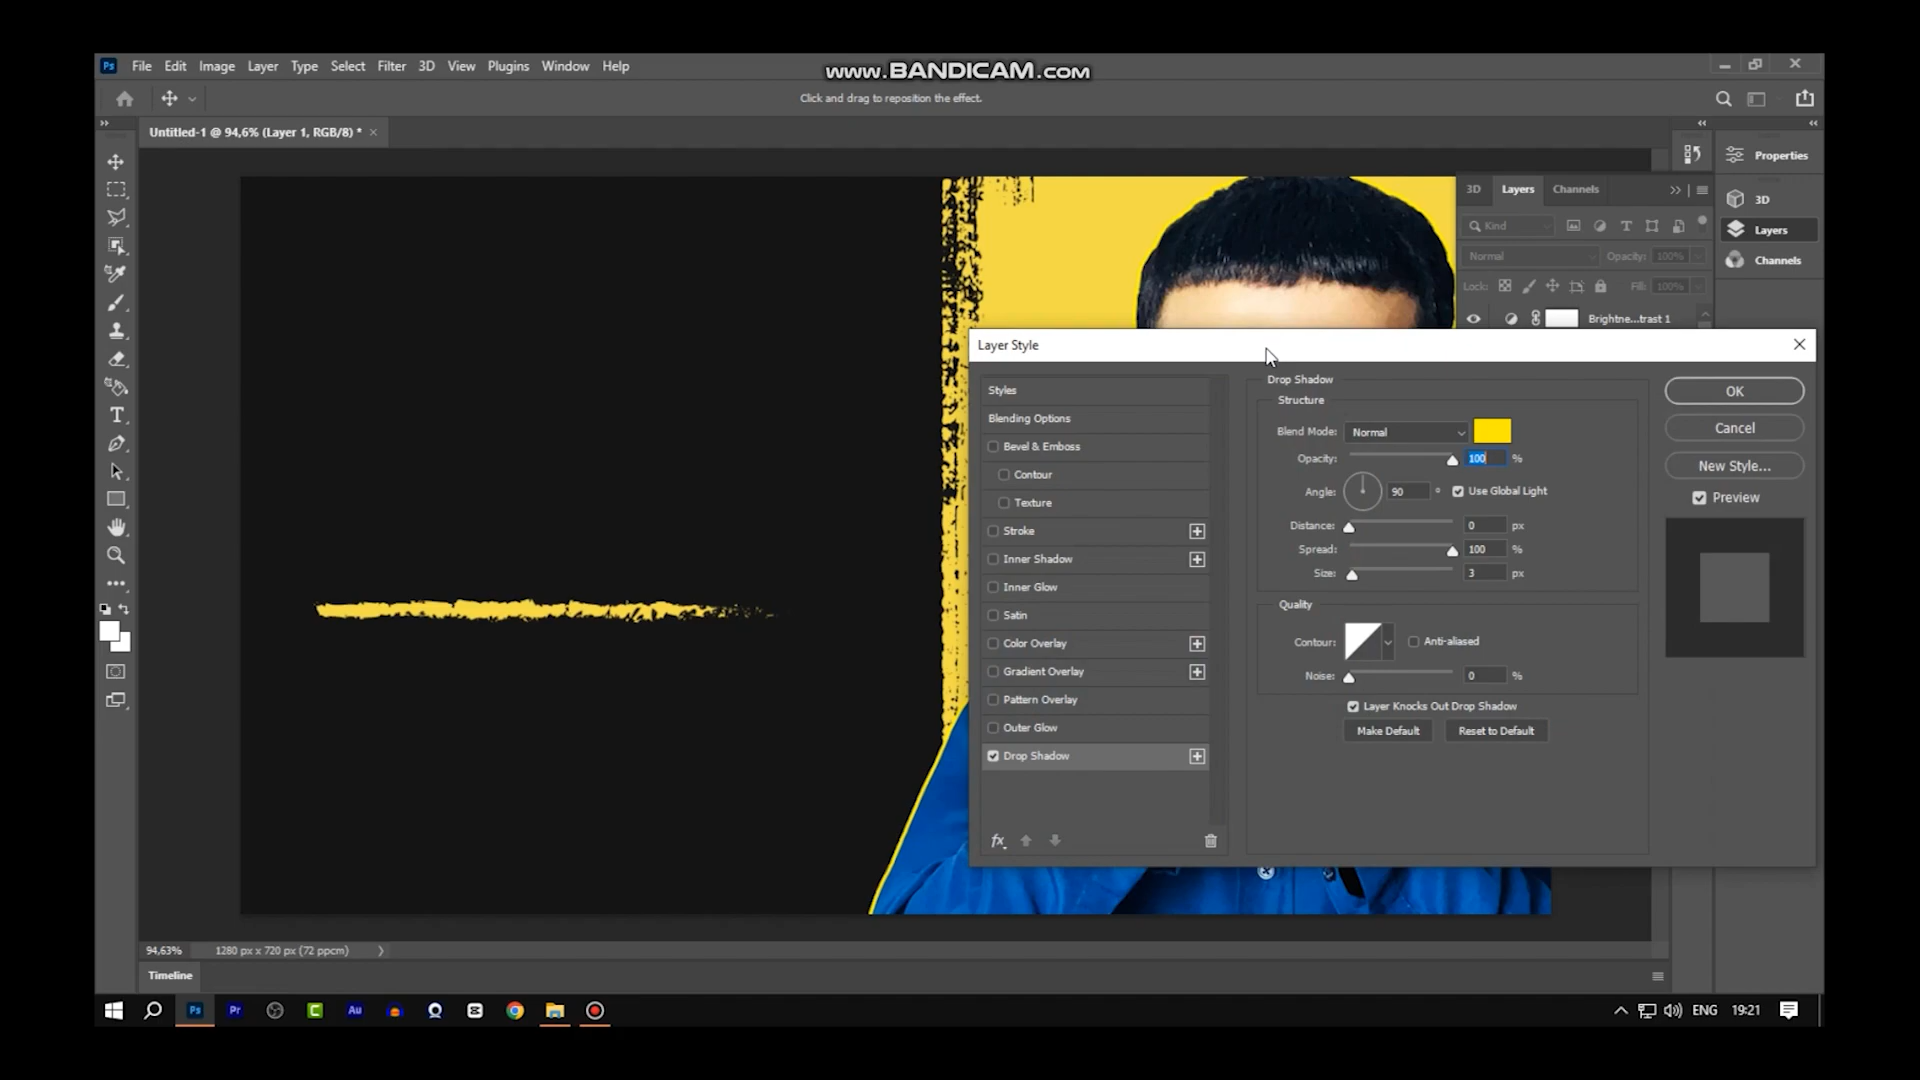 www.BANDICAM.com
Ps File Edit Image Layer Type Select Filter 3D View Plugins Window Help
Click and drag to reposition the effect.
Untitled-1 @ 94,6% (Layer 1, RGB/8) *
Properties
3D Layers Channels
3D
Kind
Layers
Normal Opacity: 100%
Channels
Lock: Fill: 100%
Brightne...trast 1
Layer Style
Styles
Blending Options
Bevel & Emboss
Contour
Texture
Stroke
Inner Shadow
Inner Glow
Satin
Color Overlay
Gradient Overlay
Pattern Overlay
Outer Glow
Drop Shadow
fx
Drop Shadow
Structure
Blend Mode: Normal
Opacity: 100 %
Angle: 90 ° Use Global Light
Distance: 0 px
Spread: 100 %
Size: 3 px
Quality
Contour: Anti-aliased
Noise: 0 %
Layer Knocks Out Drop Shadow
Make Default Reset to Default
OK
Cancel
New Style...
Preview
94,63% 1280 px x 720 px (72 ppcm)
Timeline
Ps Pr Au ENG 19:21